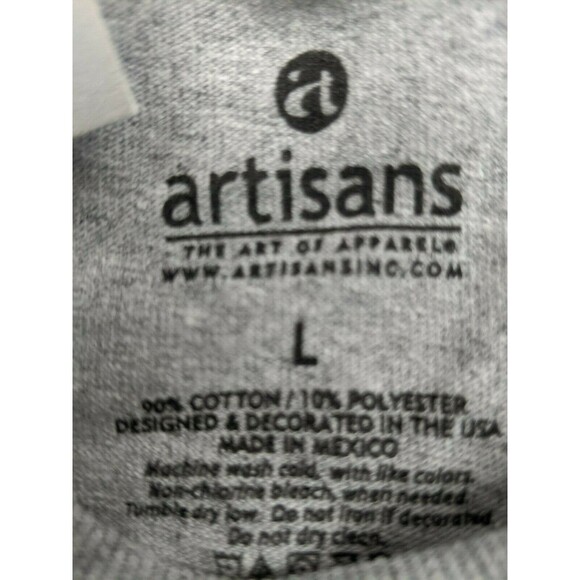 at
artisans
THE ART OF APPAREL®
WWW.ARTISANSINC.COM
L
90% COTTON / 10% POLYESTER
DESIGNED & DECORATED IN THE USA
MADE IN MEXICO
Machine wash cold, with like colors.
Non-chlorine bleach, when needed.
Tumble dry low. Do not iron if decorated.
Do not dry clean.